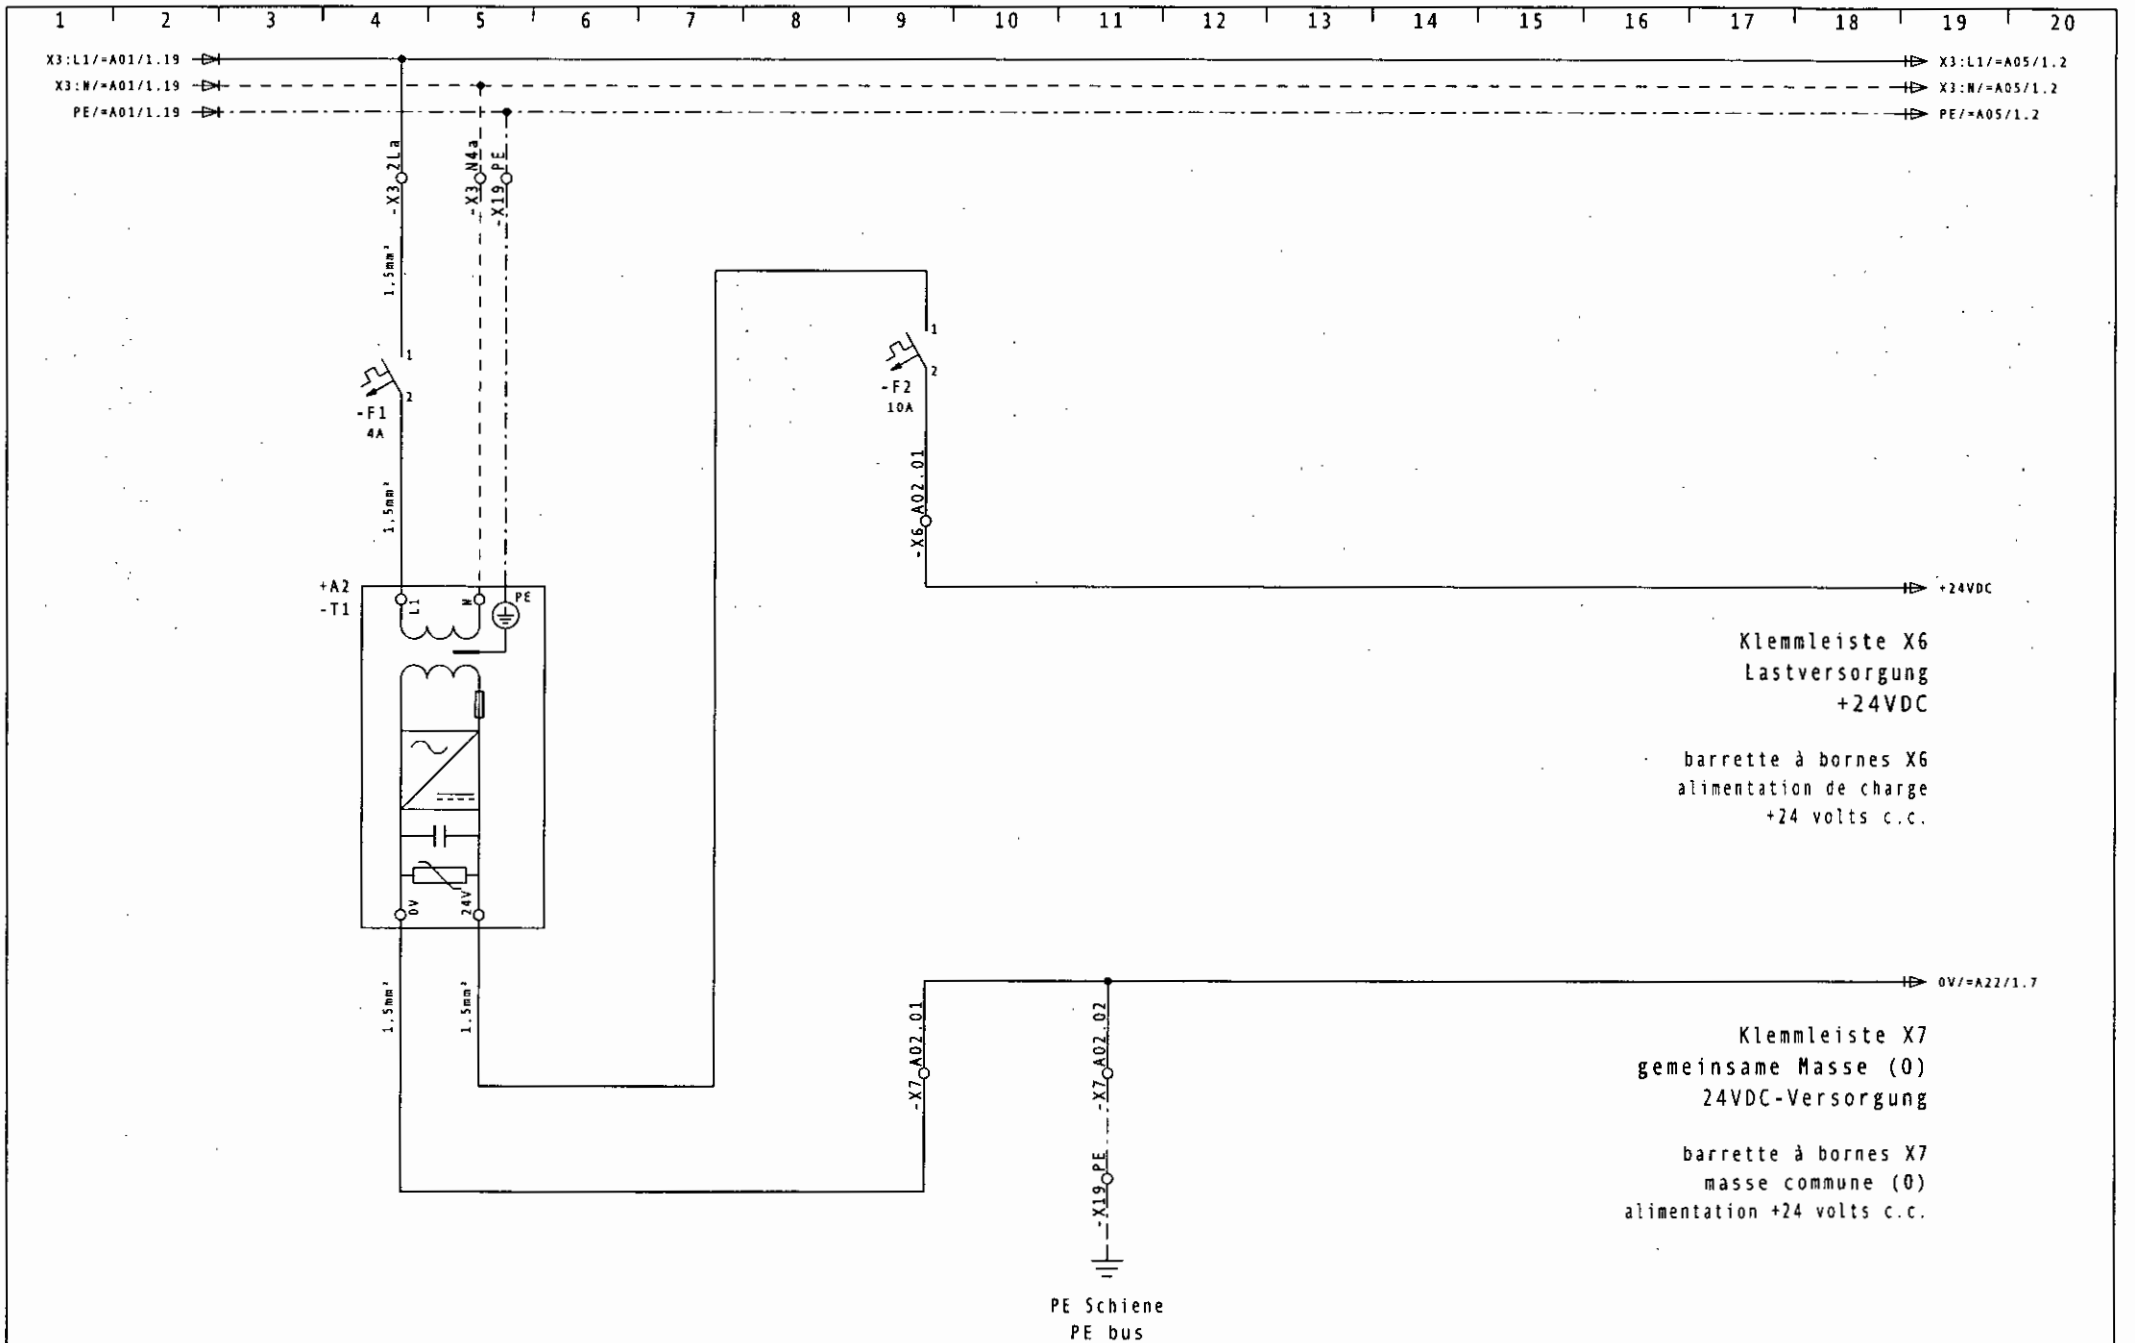 1 2 3 4 5 6 7 8 9 10 11 12 13 14 15 16 17 18 19 20
X3:L1/=A01/1.19
X3:L1/=A05/1.2
X3:N/=A01/1.19
X3:N/=A05/1.2
PE/=A01/1.19
PE/=A05/1.2
-X3 2La
-X3 N4a
-X19 PE
1,5mm²
1
2
-F1
4A
1
2
-F2
10A
1,5mm²
-X6 A02.01
+A2
-T1
L1
N
PE
+24VDC
Klemmleiste X6
Lastversorgung
+24VDC
barrette à bornes X6
alimentation de charge
+24 volts c.c.
0V
24V
1.5mm²
1.5mm²
-X7 A02.01
-X7 A02.02
0V/=A22/1.7
Klemmleiste X7
gemeinsame Masse (0)
24VDC-Versorgung
barrette à bornes X7
masse commune (0)
alimentation +24 volts c.c.
-X19 PE
PE Schiene
PE bus